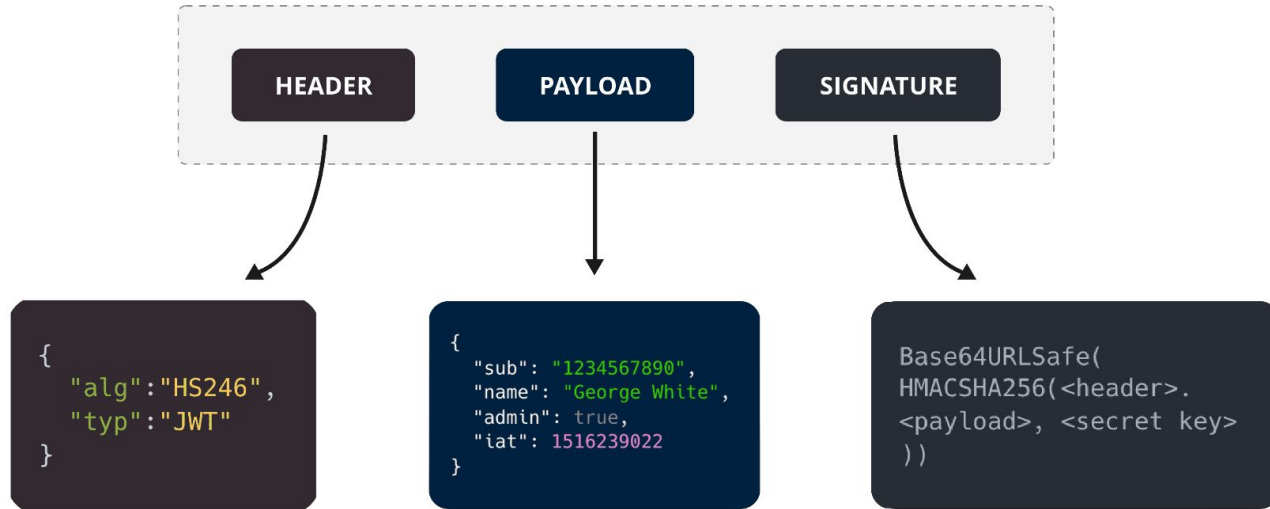 HEADER
PAYLOAD
SIGNATURE
{
"alg":"HS246",
"typ":"JWT"
}
{
"sub": "1234567890",
"name": "George White",
"admin": true,
"iat": 1516239022
}
Base64URLSafe(
HMACSHA256(<header>.
<payload>, <secret key>
))